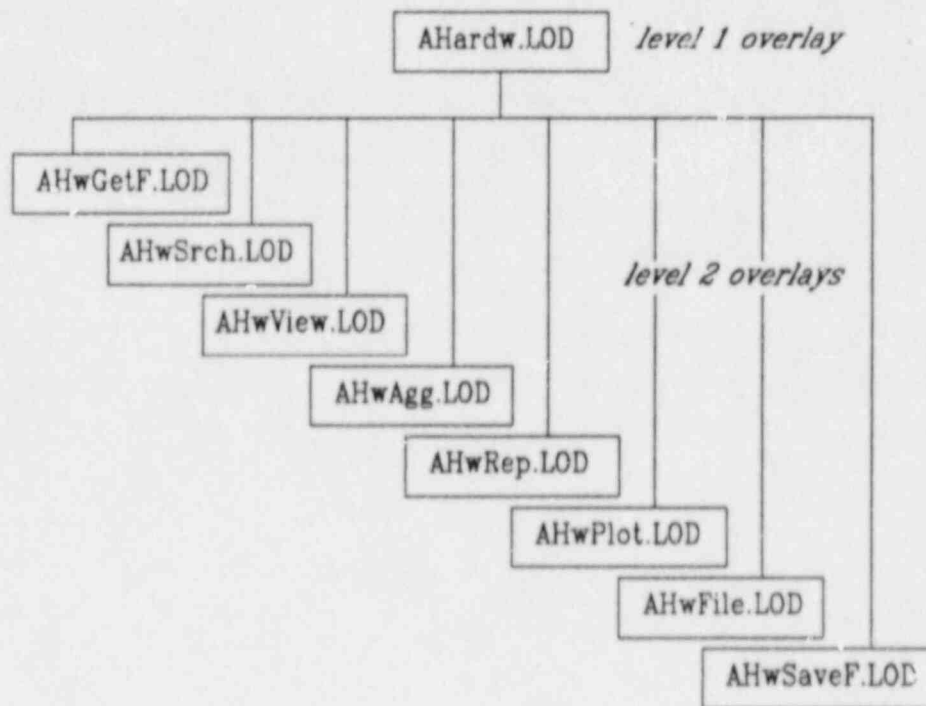 AHardw.LOD level 1 overlay
AHwGetF.LOD
AHwSrch.LOD
level 2 overlays
AHwView.LOD
AHwAgg.LOD
AHwRep.LOD
AHwPlot.LOD
AHwFile.LOD
AHwSaveF.LOD